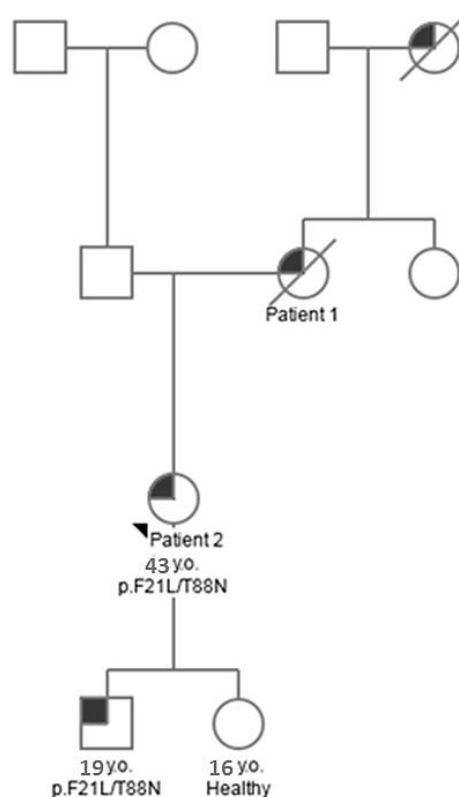 Patient 1
Patient 2
43 y.o.
p.F21L/T88N
19 y.o.
p.F21L/T88N
16 y.o.
Healthy